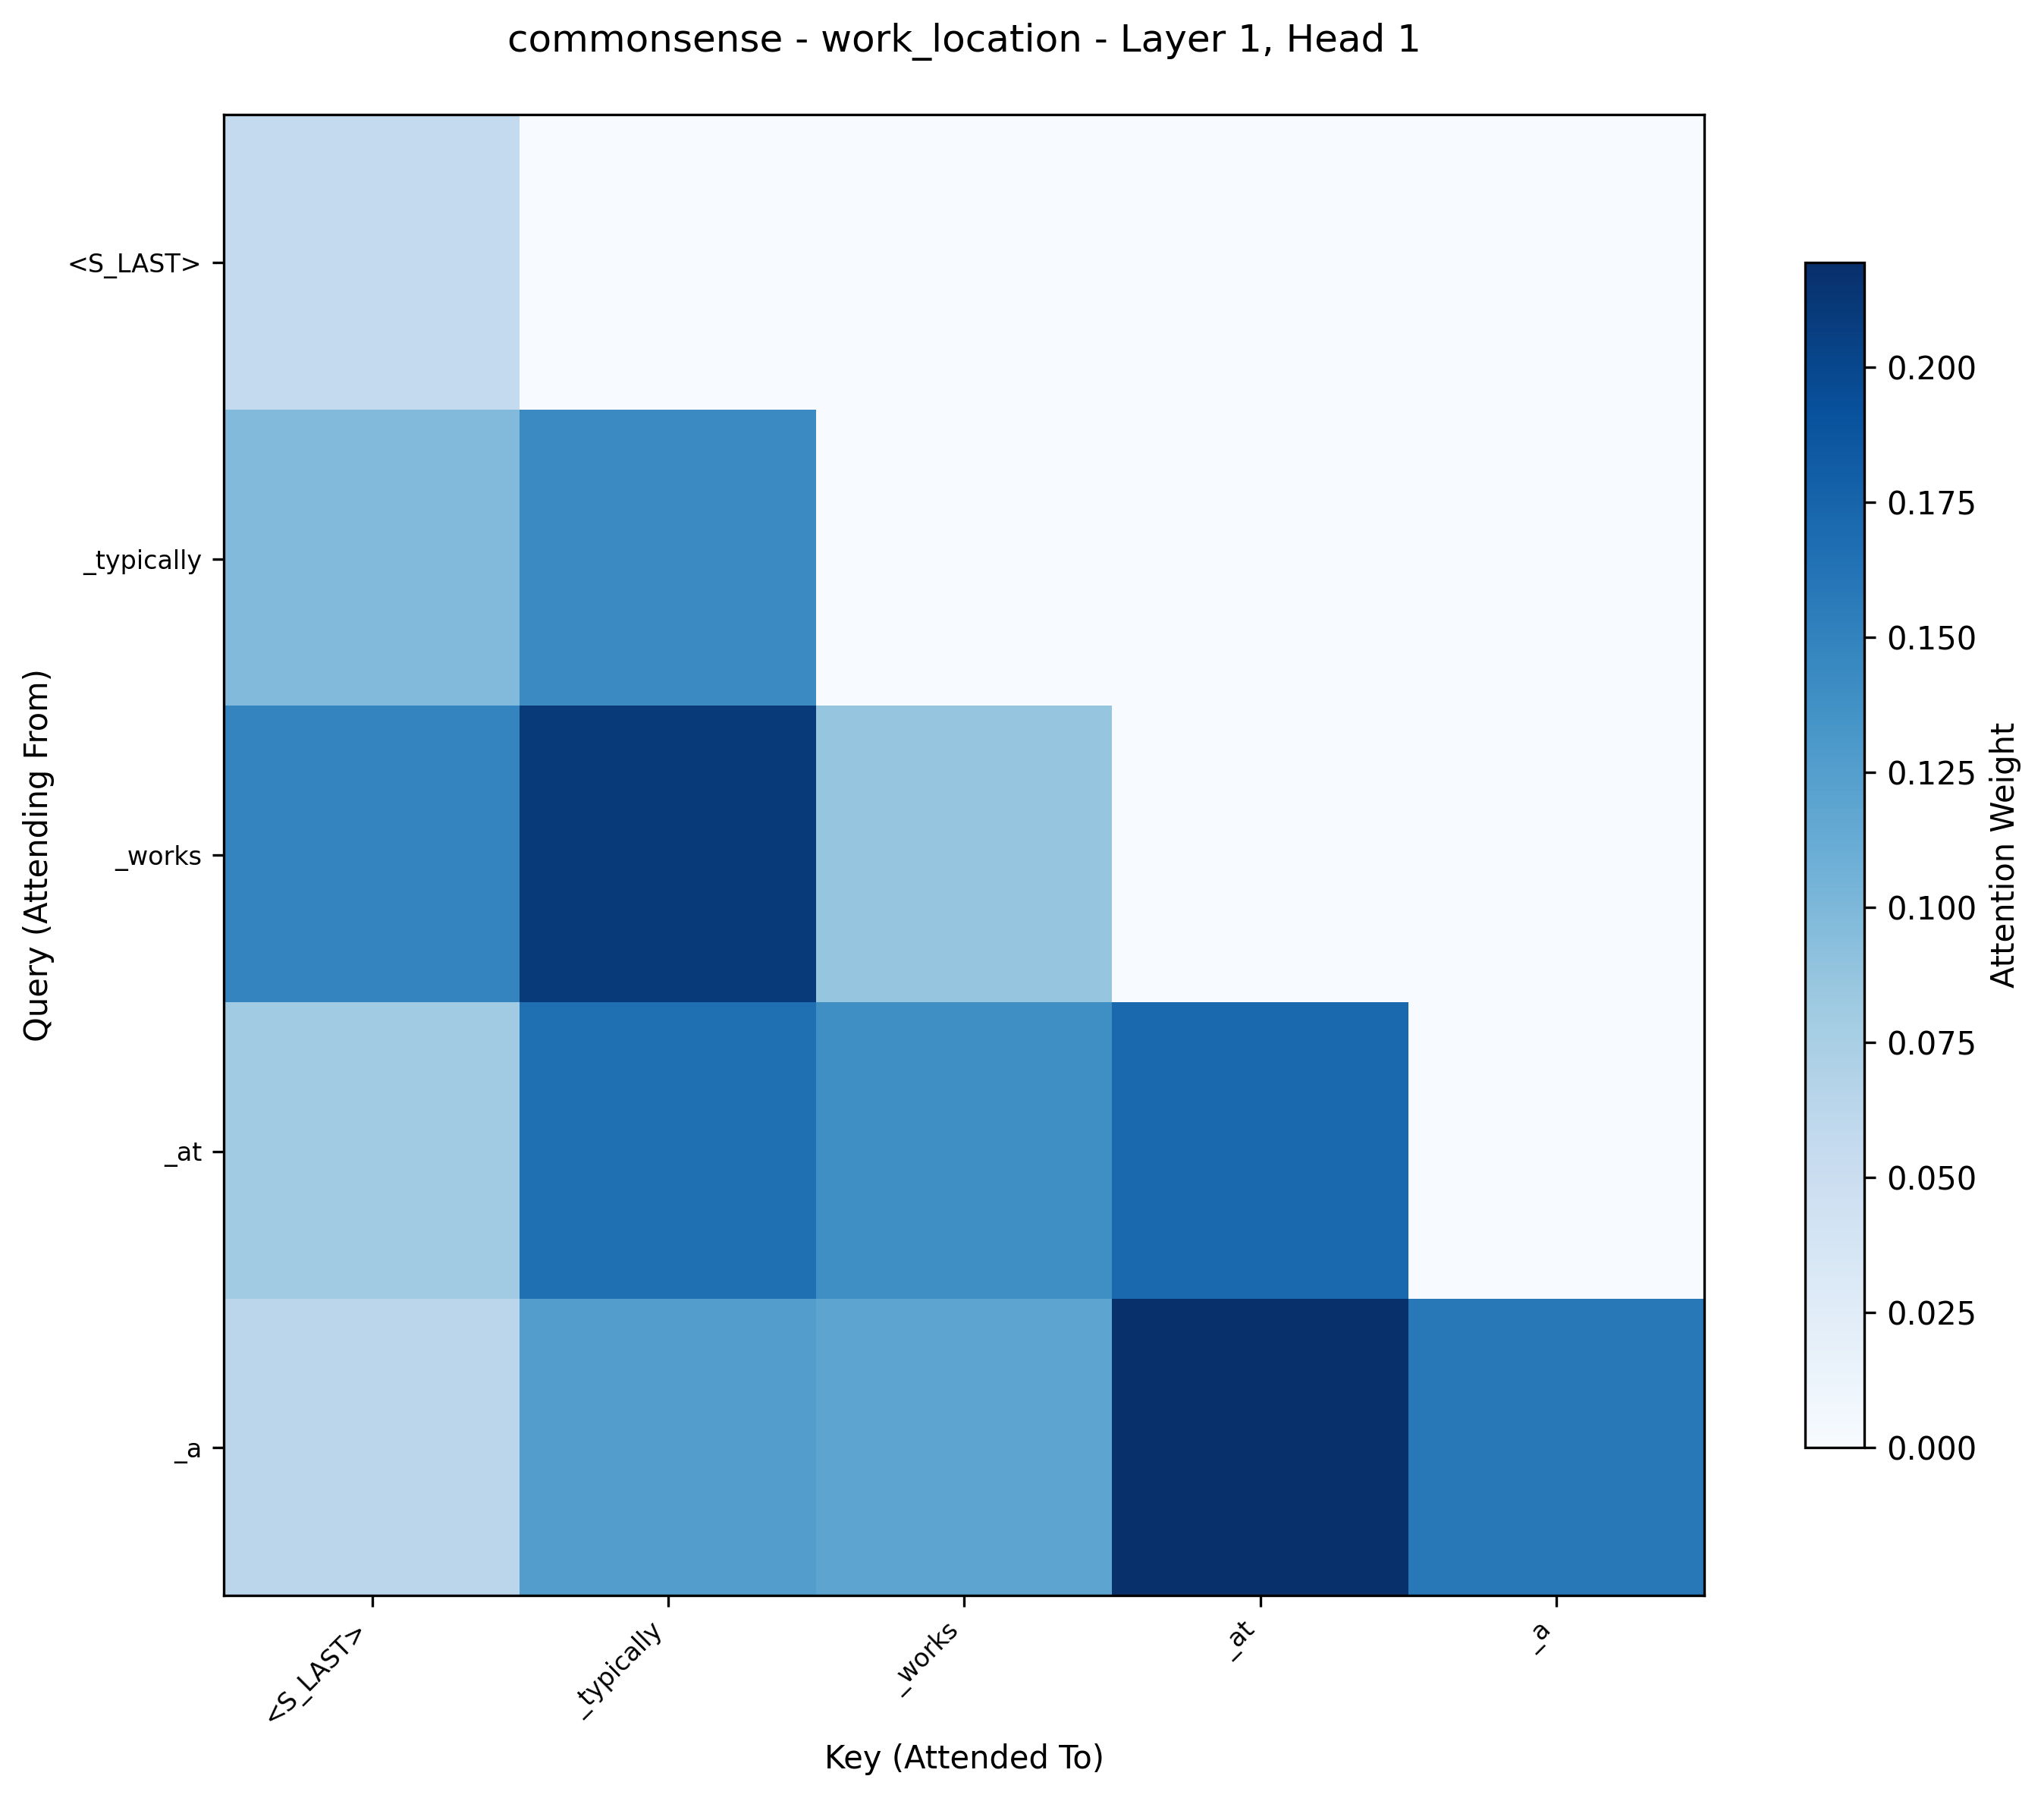 commonsense - work_location - Layer 1, Head 1
Query (Attending From)
<S_LAST>
_typically
_works
_at
_a
<S_LAST>
_typically
_works
_at
_a
Key (Attended To)
0.200
0.175
0.150
0.125
0.100
0.075
0.050
0.025
0.000
Attention Weight